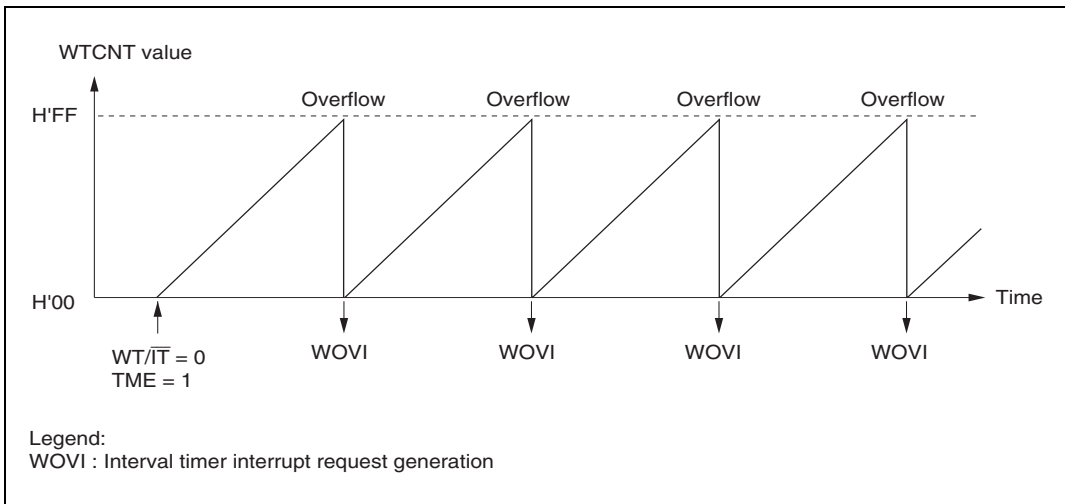 WTCNT value
Overflow Overflow Overflow Overflow
H'FF
H'00
Time
WT/I̅T̅ = 0
TME = 1
WOVI WOVI WOVI WOVI
Legend:
WOVI : Interval timer interrupt request generation